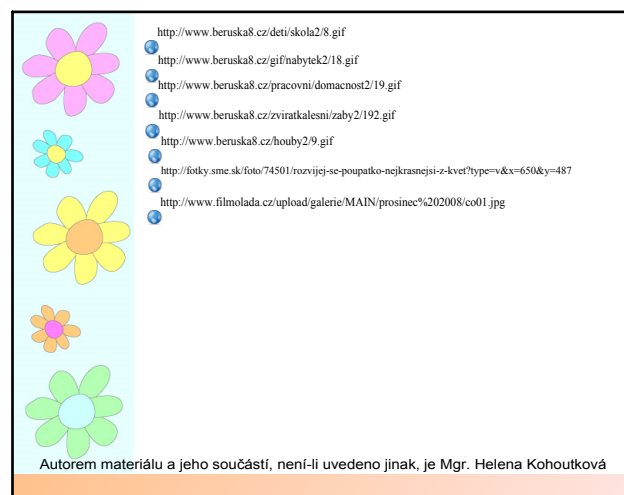 http://www.beruska8.cz/deti/skola2/8.gif
http://www.beruska8.cz/gif/nabytek2/18.gif
http://www.beruska8.cz/pracovni/domacnost2/19.gif
http://www.beruska8.cz/zviratkalesni/zaby2/192.gif
http://www.beruska8.cz/houby2/9.gif
http://fotky.sme.sk/foto/74501/rozvijej-se-poupatko-nejkrasnejsi-z-kvet?type=v&x=650&y=487
http://www.filmolada.cz/upload/galerie/MAIN/prosinec%202008/co01.jpg
Autorem materiálu a jeho součástí, není-li uvedeno jinak, je Mgr. Helena Kohoutková